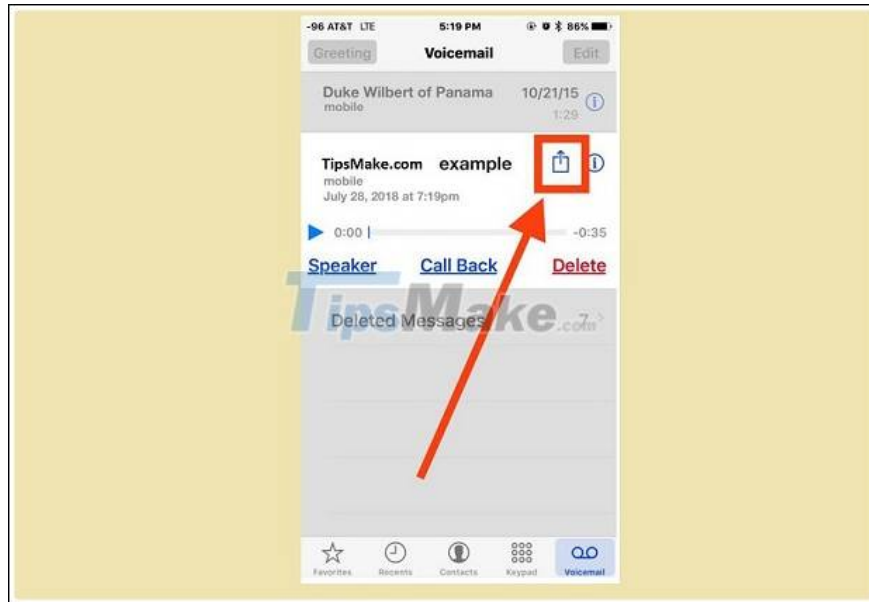 -96 AT&T LTE 5:19 PM 86%
Greeting Voicemail Edit
Duke Wilbert of Panama 10/21/15
mobile 1:29
TipsMake.com example
mobile
July 28, 2018 at 7:19pm
0:00 -0:35
Speaker Call Back Delete
TipsMake.com
Deleted Messages 7
Favorites Recents Contacts Keypad Voicemail